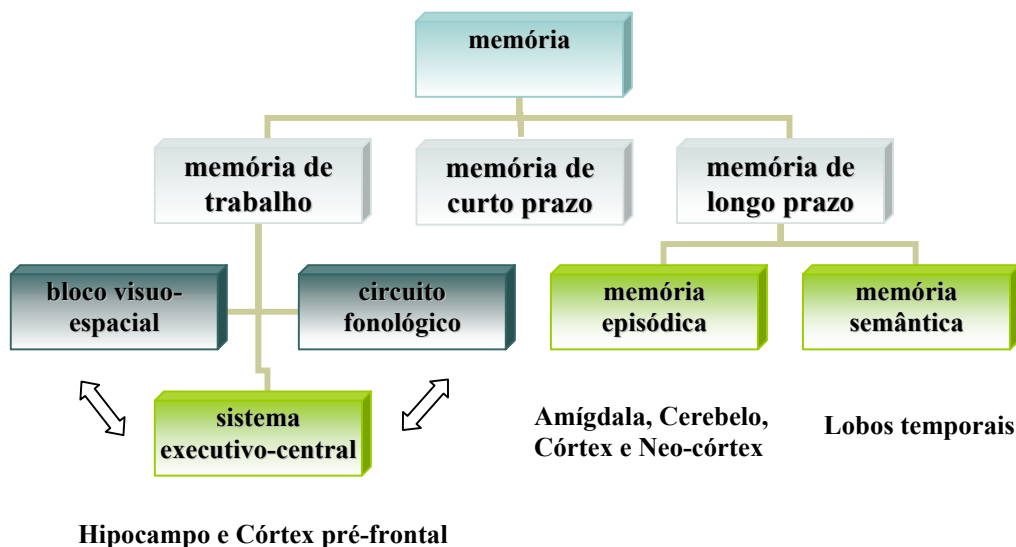 memória
memória de
trabalho
memória de
curto prazo
memória de
longo prazo
bloco visuo-
espacial
circuito
fonológico
memória
episódica
memória
semântica
sistema
executivo-central
Amígdala, Cerebelo,
Córtex e Neo-córtex
Lobos temporais
Hipocampo e Córtex pré-frontal